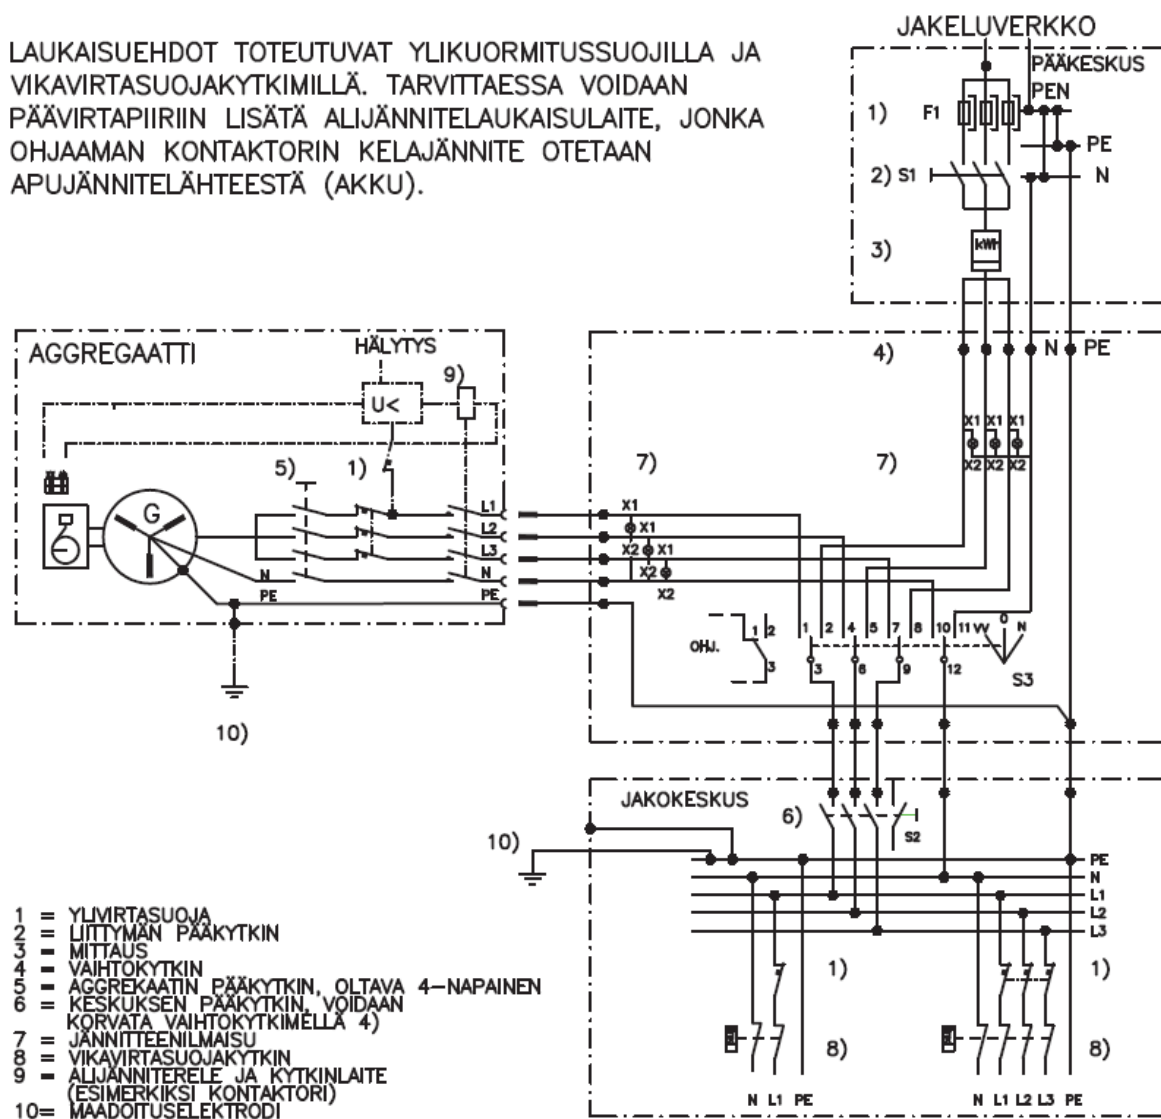 LAUKAISUEHDOT TOTEUTUVAT YLIKUORMITUSSUOJILLA JA
VIKAVIRTASUOJAKYTKIMILLÄ. TARVITTAESSA VOIDAAN
PÄÄVIRTAPIIRIIN LISÄTÄ ALIJÄNNITELAUKAISULAITE, JONKA
OHJAAMAN KONTAKTORIN KELAJÄNNITE OTETAAN
APUJÄNNITELÄHTEESTÄ (AKKU).
JAKELUVERKKO
PÄÄKESKUS
PEN
1) F1
PE
2) S1
N
3) kWh
AGGREGAATTI
HÄLYTYS
9)
U<
5) 1)
G
L1
L2
L3
N N
PE PE
10)
4) N PE
X1 X1 X1
7) 7)
X2 X2 X2
X1
X1
X2 X1
X2
X2
OHJ. 1 2
3
1 2 4 5 7 8 10 11 VV 0 N
3 6 9 12
S3
JAKOKESKUS
6) S2
10)
PE
N
L1
L2
L3
1) 1)
8) 8)
N L1 PE N L1 L2 L3 PE
1 = YLIVIRTASUOJA
2 = LIITTYMÄN PÄÄKYTKIN
3 = MITTAUS
4 = VAIHTOKYTKIN
5 = AGGREKAATIN PÄÄKYTKIN, OLTAVA 4-NAPAINEN
6 = KESKUKSEN PÄÄKYTKIN, VOIDAAN
KORVATA VAIHTOKYTKIMELLÄ 4)
7 = JÄNNITTEENILMAISU
8 = VIKAVIRTASUOJAKYTKIN
9 = ALIJÄNNITERELE JA KYTKINLAITE
(ESIMERKIKSI KONTAKTORI)
10= MAADOITUSELEKTRODI